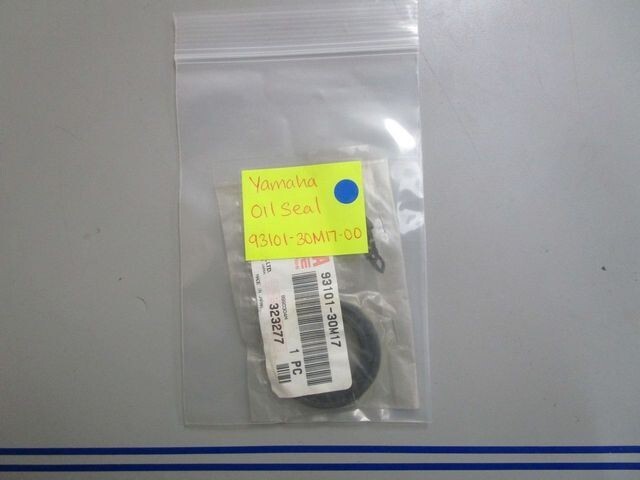 Yamaha
Oil Seal
93101-30M17-00
93101-30M17
323277
1 PC